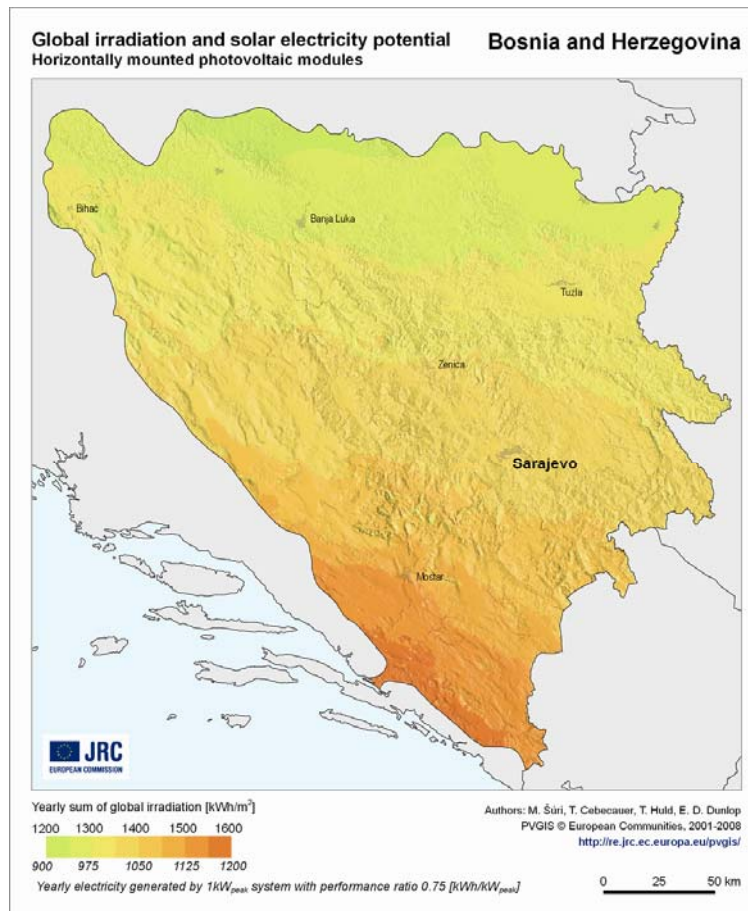 Global irradiation and solar electricity potential
Horizontally mounted photovoltaic modules
Bosnia and Herzegovina
Bihać
Banja Luka
Tuzla
Zenica
Sarajevo
Mostar
JRC
EUROPEAN COMMISSION
Yearly sum of global irradiation [kWh/m²]
1200 1300 1400 1500 1600
900 975 1050 1125 1200
Yearly electricity generated by 1kWpeak system with performance ratio 0.75 [kWh/kWpeak]
Authors: M. Šúri, T. Cebecauer, T. Huld, E. D. Dunlop
PVGIS © European Communities, 2001-2008
http://re.jrc.ec.europa.eu/pvgis/
0 25 50 km